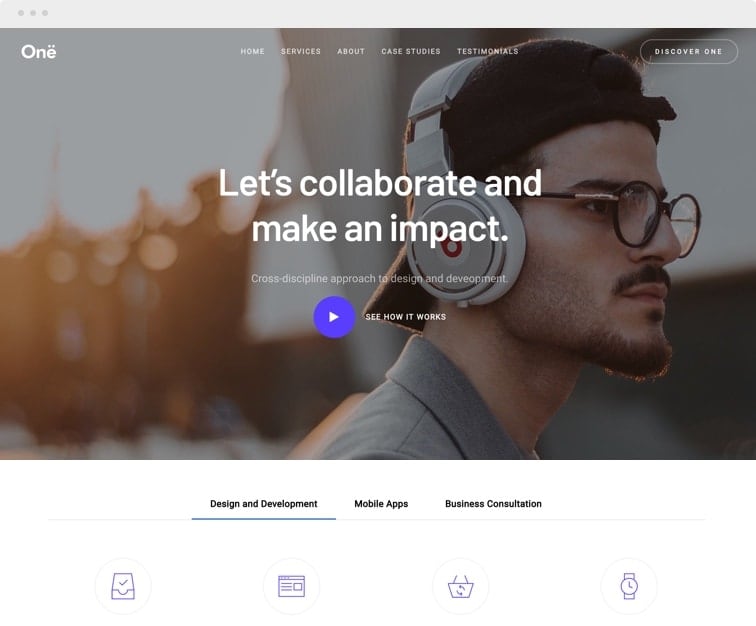 Onë
HOME SERVICES ABOUT CASE STUDIES TESTIMONIALS
DISCOVER ONE
Let's collaborate and
make an impact.
Cross-discipline approach to design and deveopment.
SEE HOW IT WORKS
Design and Development Mobile Apps Business Consultation